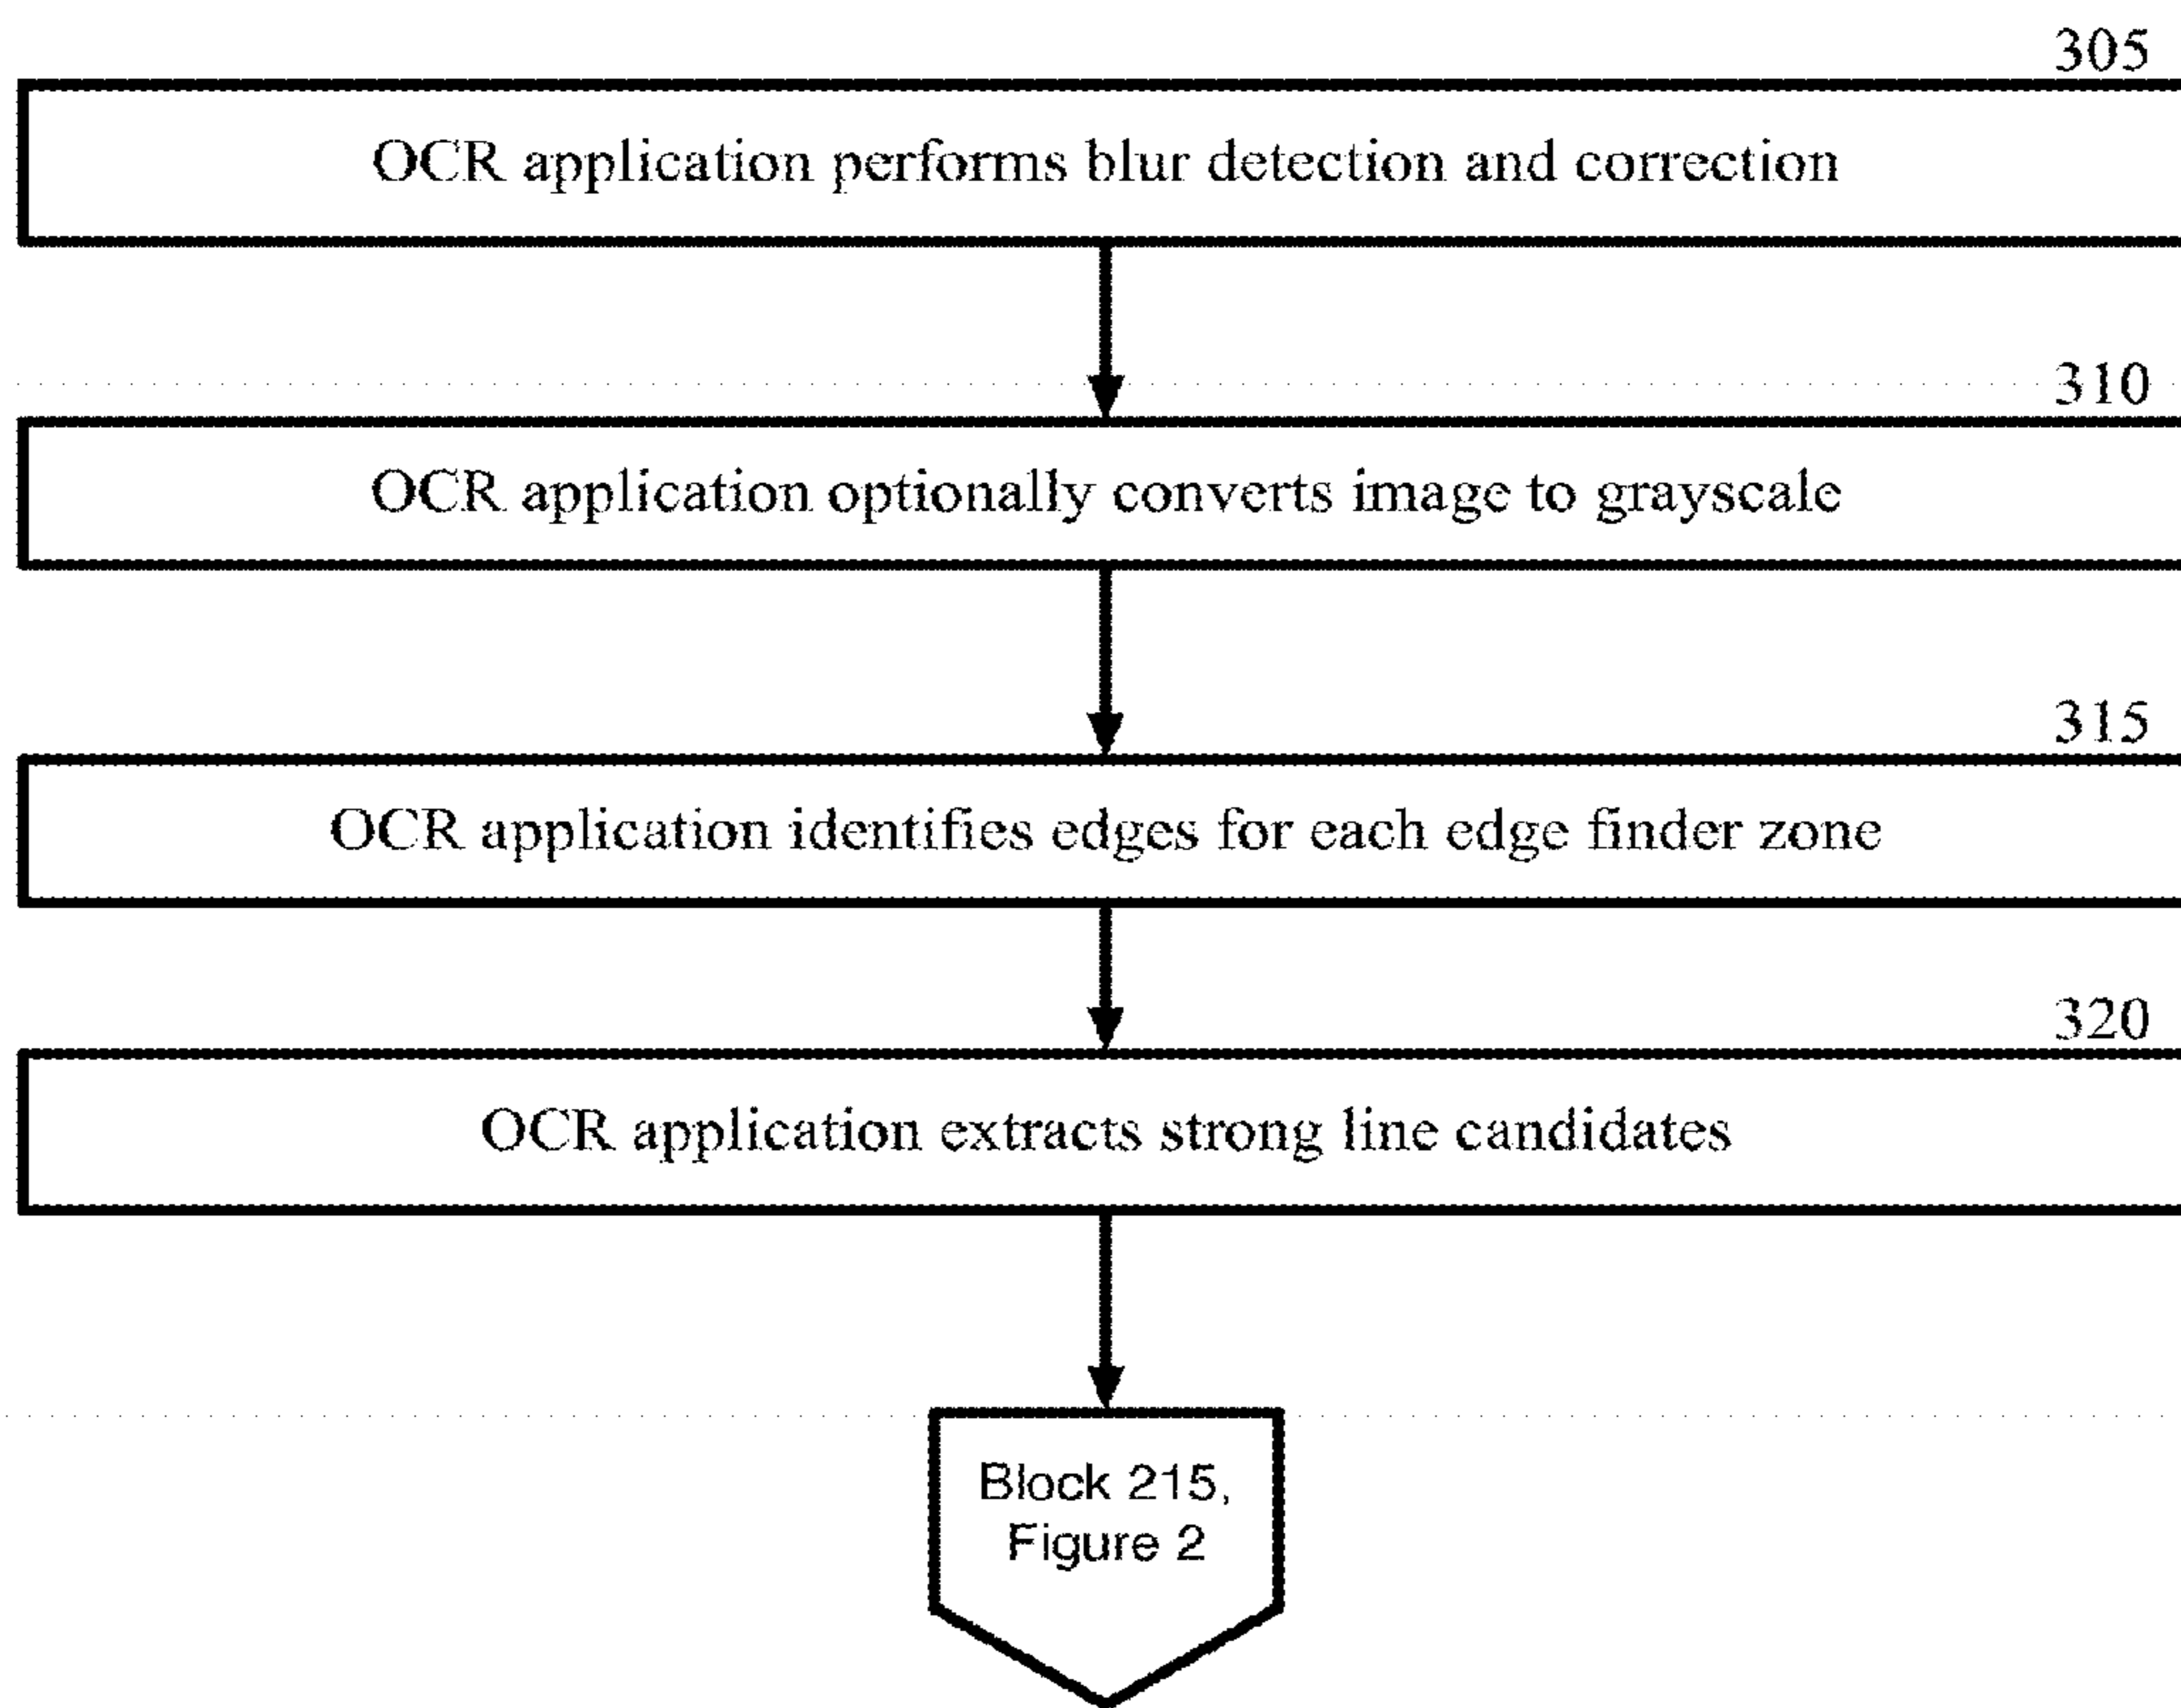 305
OCR application performs blur detection and correction
310
OCR application optionally converts image to grayscale
315
OCR application identifies edges for each edge finder zone
320
OCR application extracts strong line candidates
Block 215,
Figure 2